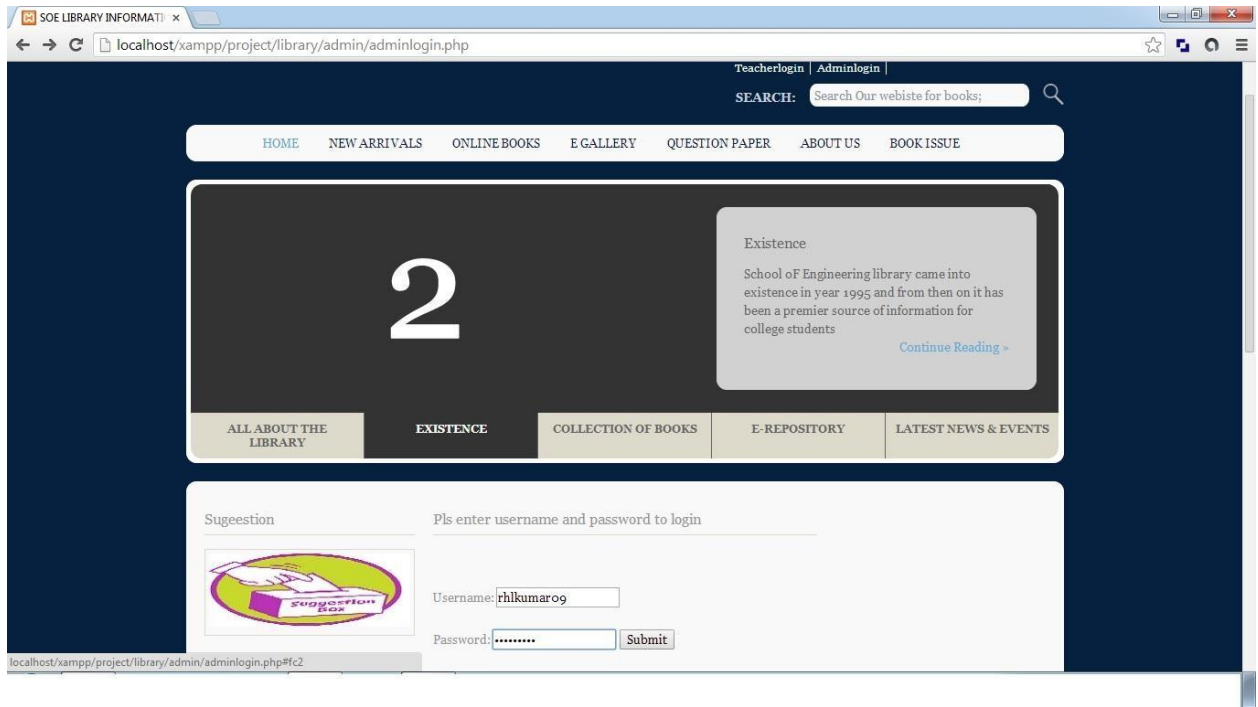 SOE LIBRARY INFORMATI
localhost/xampp/project/library/admin/adminlogin.php
Teacherlogin | Adminlogin |
SEARCH: Search Our webiste for books;
HOME NEW ARRIVALS ONLINE BOOKS E GALLERY QUESTION PAPER ABOUT US BOOK ISSUE
2
Existence
School oF Engineering library came into
existence in year 1995 and from then on it has
been a premier source of information for
college students
Continue Reading »
ALL ABOUT THE
LIBRARY
EXISTENCE
COLLECTION OF BOOKS
E-REPOSITORY
LATEST NEWS & EVENTS
Sugeestion
Suggestion
Box
Pls enter username and password to login
Username: rhlkumar09
Password: •••••••••
Submit
localhost/xampp/project/library/admin/adminlogin.php#fc2